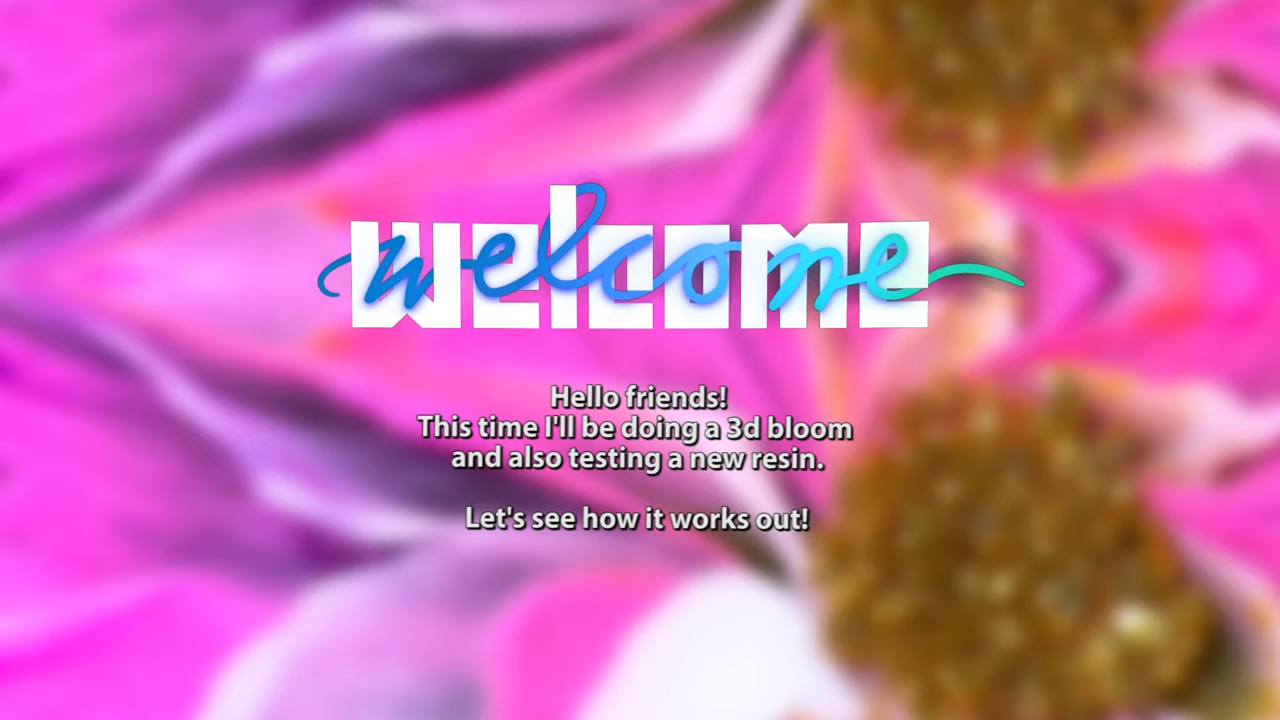 welcome
WELCOME
Hello friends!
This time I'll be doing a 3d bloom
and also testing a new resin.
Let's see how it works out!